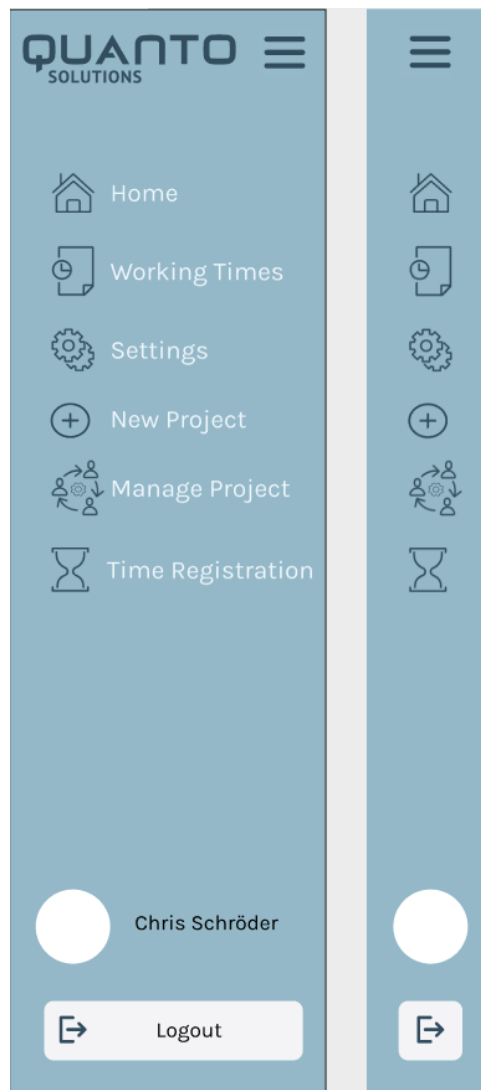 QUANTO
SOLUTIONS
Home
Working Times
Settings
New Project
Manage Project
Time Registration
Chris Schröder
Logout